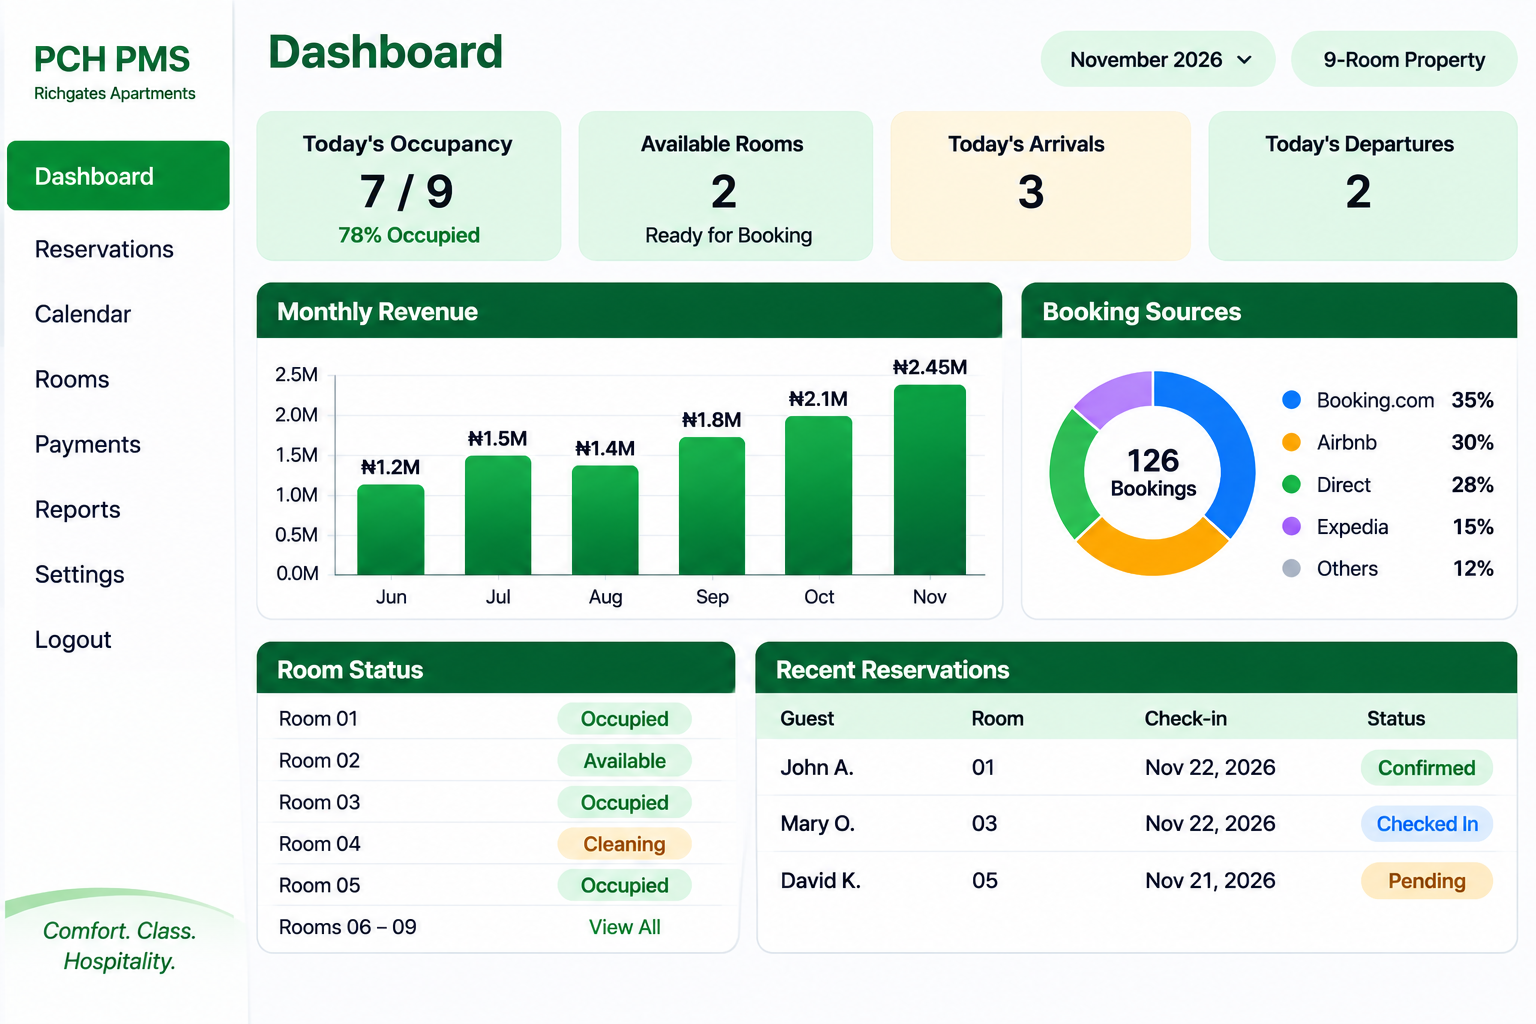 PCH PMS
Richgates Apartments
Dashboard
Reservations
Calendar
Rooms
Payments
Reports
Settings
Logout
Comfort. Class.
Hospitality.
Dashboard
November 2026
9-Room Property
Today's Occupancy
7 / 9
78% Occupied
Available Rooms
2
Ready for Booking
Today's Arrivals
3
Today's Departures
2
Monthly Revenue
2.5M
2.0M
1.5M
1.0M
0.5M
0.0M
₦1.2M
₦1.5M
₦1.4M
₦1.8M
₦2.1M
₦2.45M
Jun Jul Aug Sep Oct Nov
Booking Sources
126
Bookings
Booking.com 35%
Airbnb 30%
Direct 28%
Expedia 15%
Others 12%
Room Status
Room 01 Occupied
Room 02 Available
Room 03 Occupied
Room 04 Cleaning
Room 05 Occupied
Rooms 06 – 09 View All
Recent Reservations
Guest Room Check-in Status
John A. 01 Nov 22, 2026 Confirmed
Mary O. 03 Nov 22, 2026 Checked In
David K. 05 Nov 21, 2026 Pending